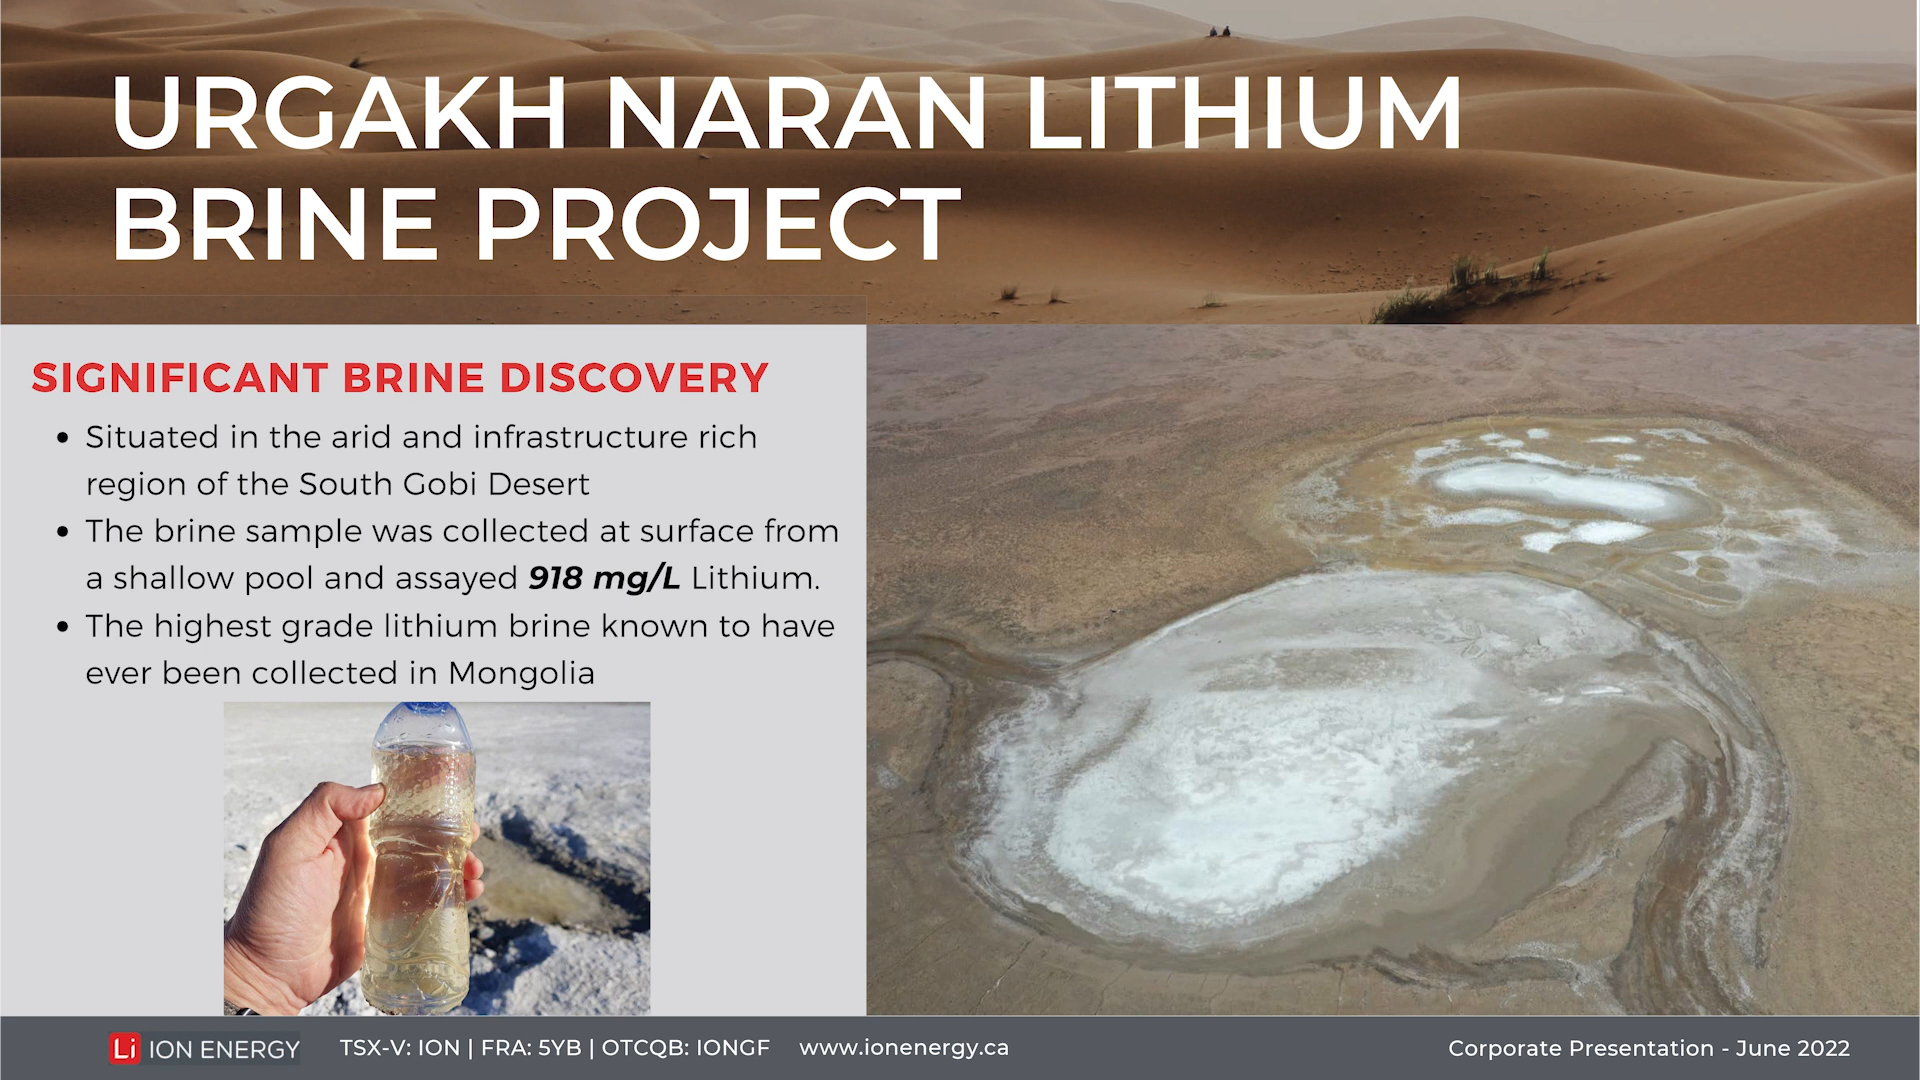 URGAKH NARAN LITHIUM
BRINE PROJECT
SIGNIFICANT BRINE DISCOVERY
• Situated in the arid and infrastructure rich
region of the South Gobi Desert
• The brine sample was collected at surface from
a shallow pool and assayed 918 mg/L Lithium.
• The highest grade lithium brine known to have
ever been collected in Mongolia
Li ION ENERGY TSX-V: ION | FRA: 5YB | OTCQB: IONGF www.ionenergy.ca Corporate Presentation - June 2022